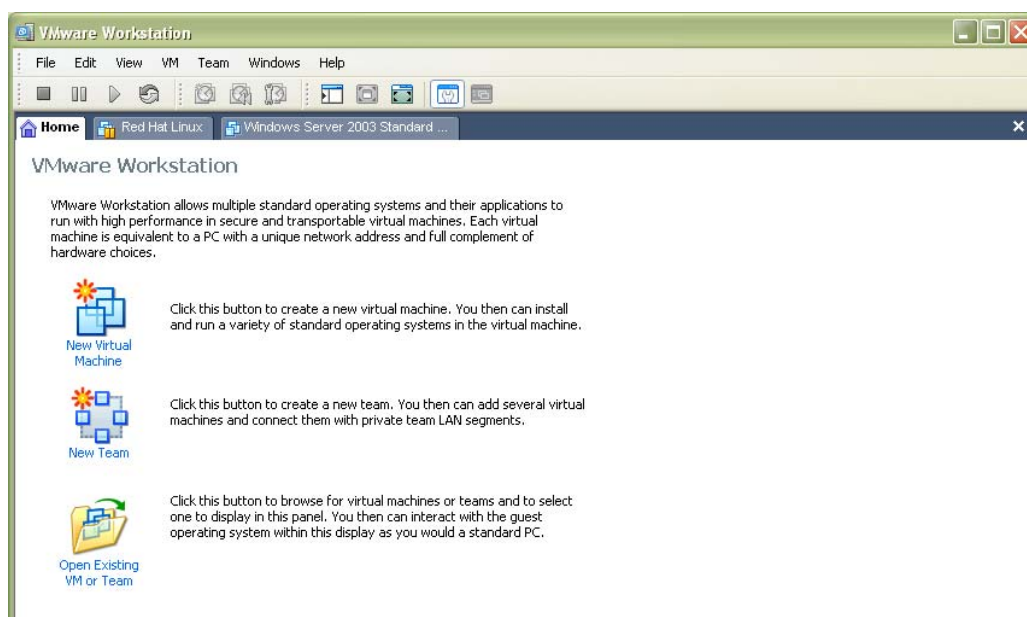 VMware Workstation
File Edit View VM Team Windows Help
Home Red Hat Linux Windows Server 2003 Standard ...
VMware Workstation
VMware Workstation allows multiple standard operating systems and their applications to
run with high performance in secure and transportable virtual machines. Each virtual
machine is equivalent to a PC with a unique network address and full complement of
hardware choices.
New Virtual
Machine
Click this button to create a new virtual machine. You then can install
and run a variety of standard operating systems in the virtual machine.
New Team
Click this button to create a new team. You then can add several virtual
machines and connect them with private team LAN segments.
Open Existing
VM or Team
Click this button to browse for virtual machines or teams and to select
one to display in this panel. You then can interact with the guest
operating system within this display as you would a standard PC.